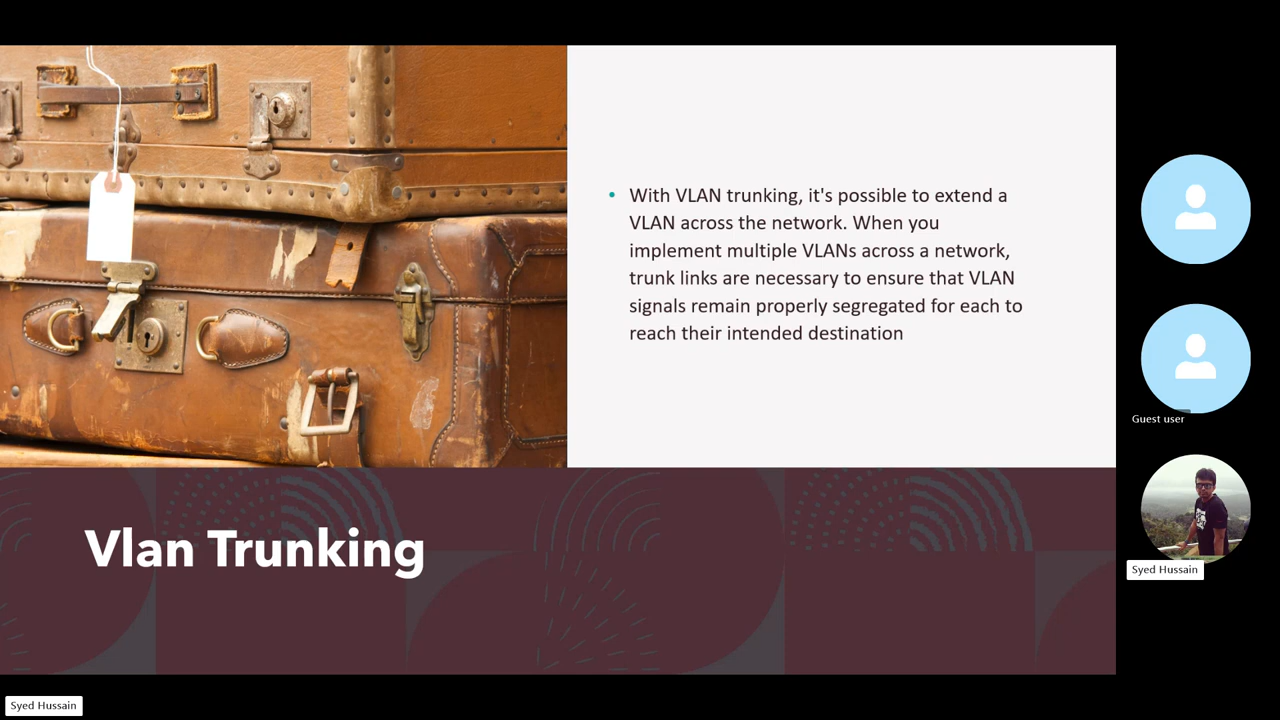 • With VLAN trunking, it's possible to extend a
VLAN across the network. When you
implement multiple VLANs across a network,
trunk links are necessary to ensure that VLAN
signals remain properly segregated for each to
reach their intended destination
Vlan Trunking
Guest user
Syed Hussain
Syed Hussain